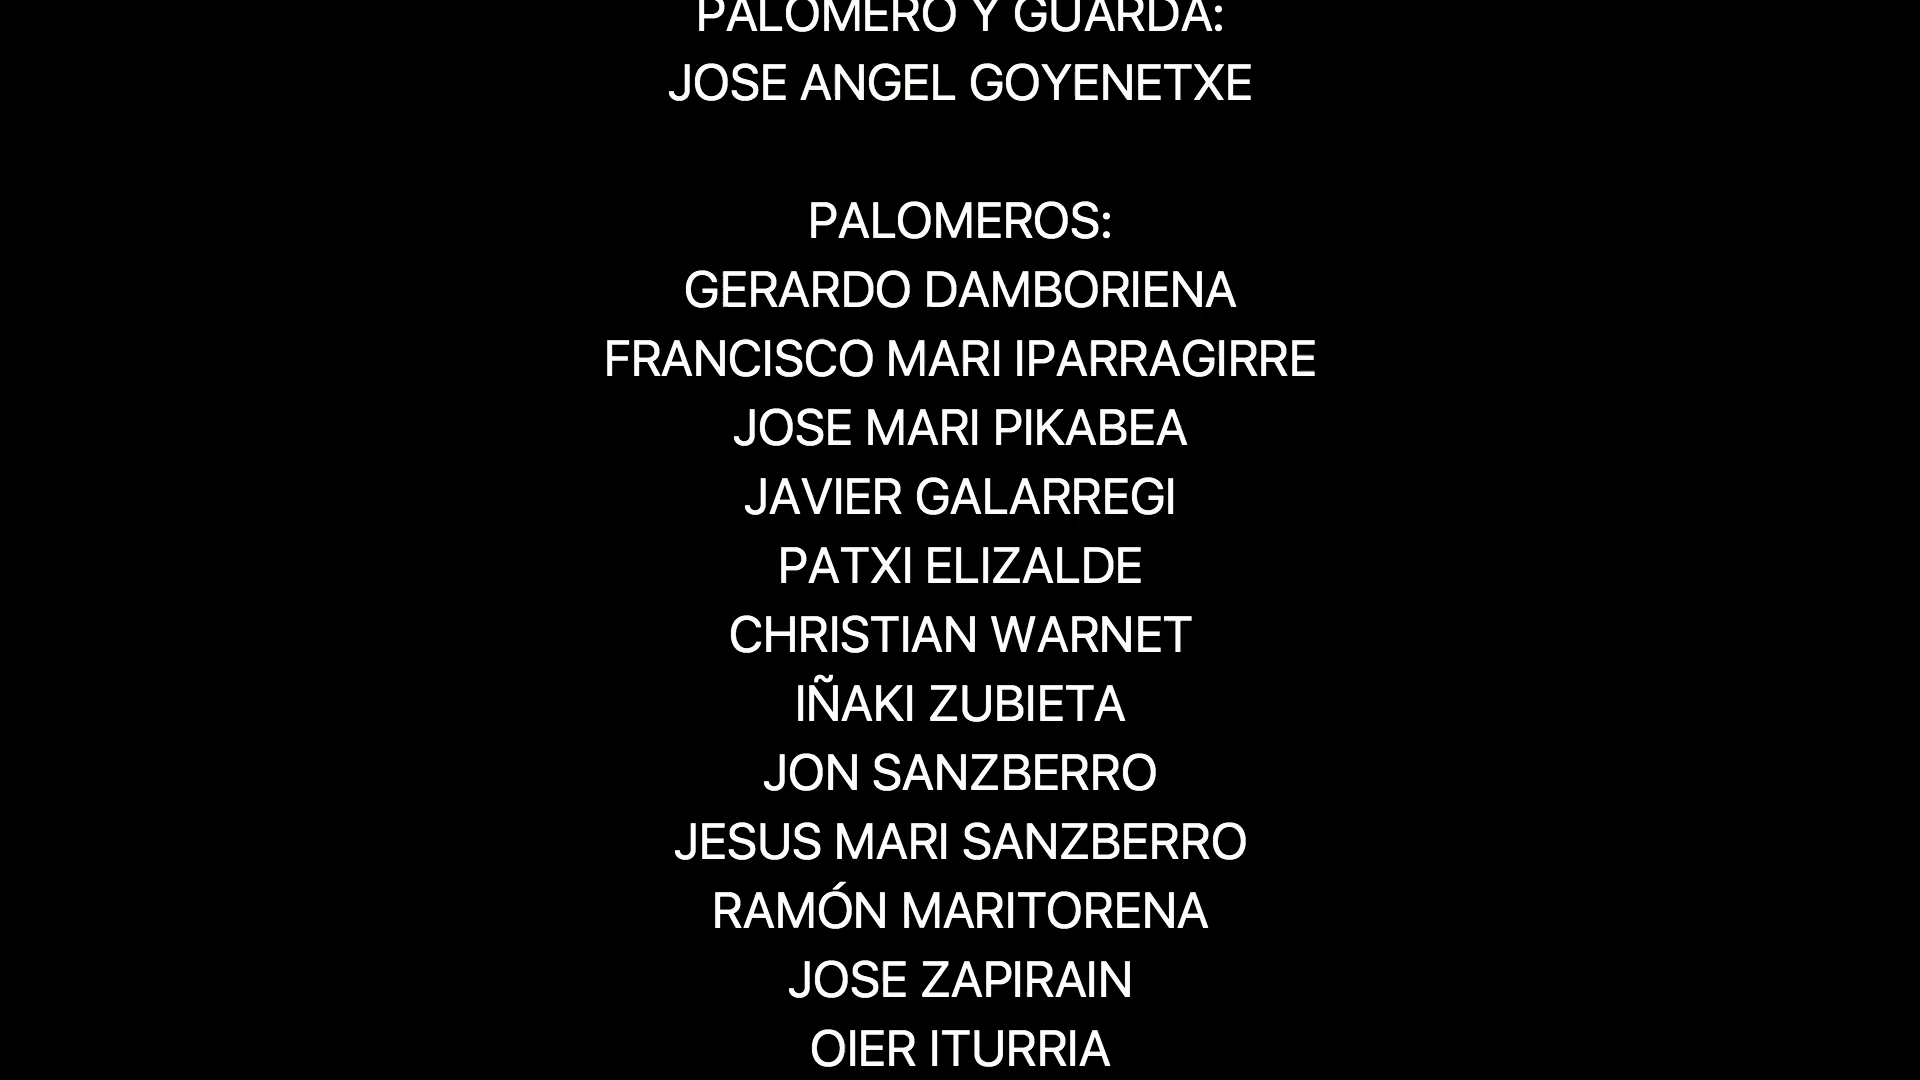 PALOMERO Y GUARDA:
JOSE ANGEL GOYENETXE
PALOMEROS:
GERARDO DAMBORIENA
FRANCISCO MARI IPARRAGIRRE
JOSE MARI PIKABEA
JAVIER GALARREGI
PATXI ELIZALDE
CHRISTIAN WARNET
IÑAKI ZUBIETA
JON SANZBERRO
JESUS MARI SANZBERRO
RAMÓN MARITORENA
JOSE ZAPIRAIN
OIER ITURRIA